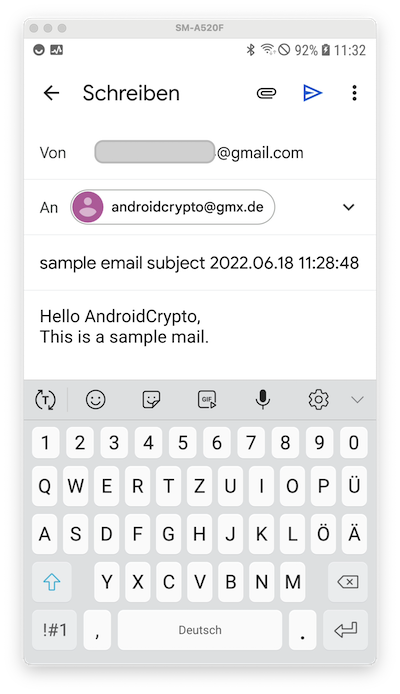 SM-A520F
92% 11:32
Schreiben
Von @gmail.com
An androidcrypto@gmx.de
sample email subject 2022.06.18 11:28:48
Hello AndroidCrypto,
This is a sample mail.
T GIF
1 2 3 4 5 6 7 8 9 0
Q W E R T Z U I O P Ü
A S D F G H J K L Ö Ä
Y X C V B N M
!#1 , Deutsch .